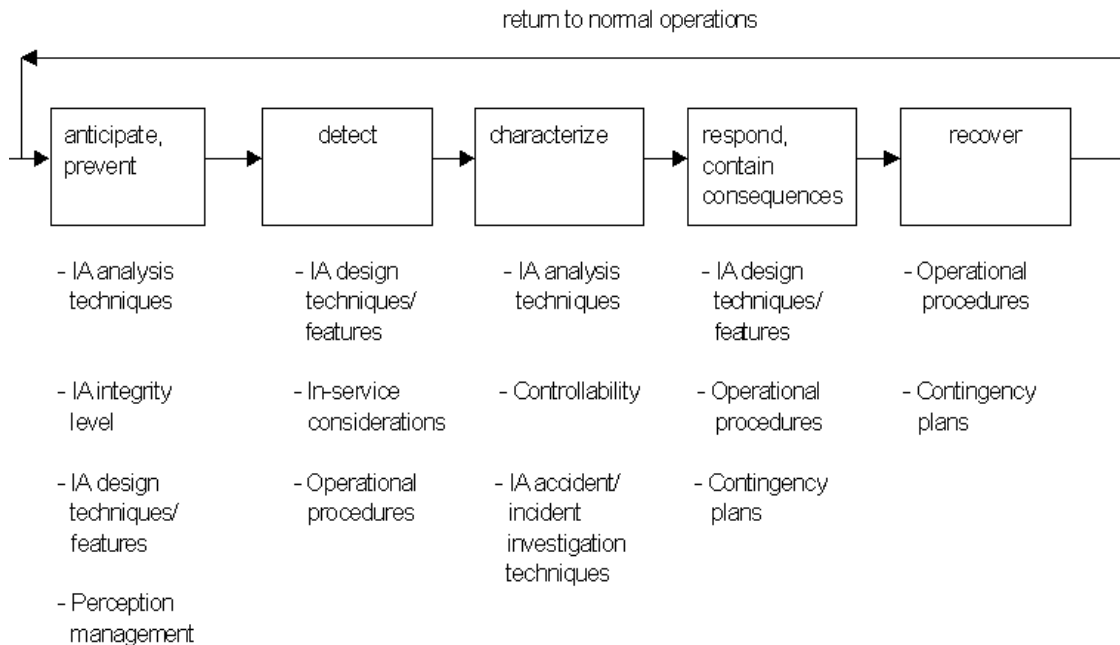 return to normal operations
anticipate,
prevent
detect
characterize
respond,
contain
consequences
recover
- IA analysis
techniques
- IA integrity
level
- IA design
techniques/
features
- Perception
management
- IA design
techniques/
features
- In-service
considerations
- Operational
procedures
- IA analysis
techniques
- Controllability
- IA accident/
incident
investigation
techniques
- IA design
techniques/
features
- Operational
procedures
- Contingency
plans
- Operational
procedures
- Contingency
plans